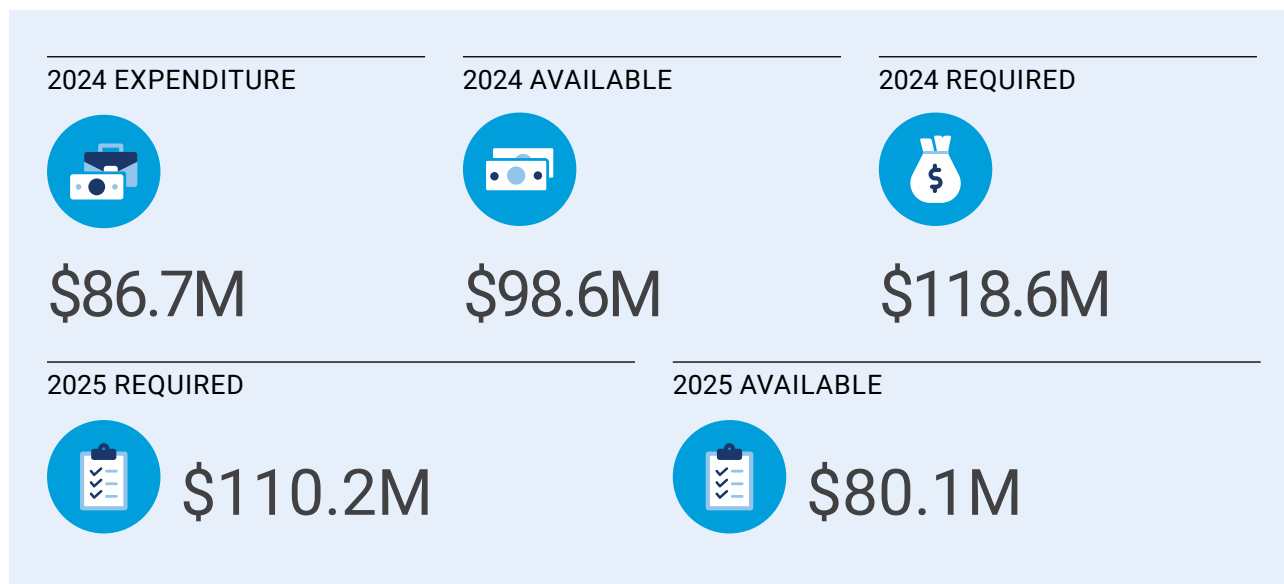 2024 EXPENDITURE
$86.7M
2024 AVAILABLE
$98.6M
2024 REQUIRED
$
$118.6M
2025 REQUIRED
$110.2M
2025 AVAILABLE
$80.1M